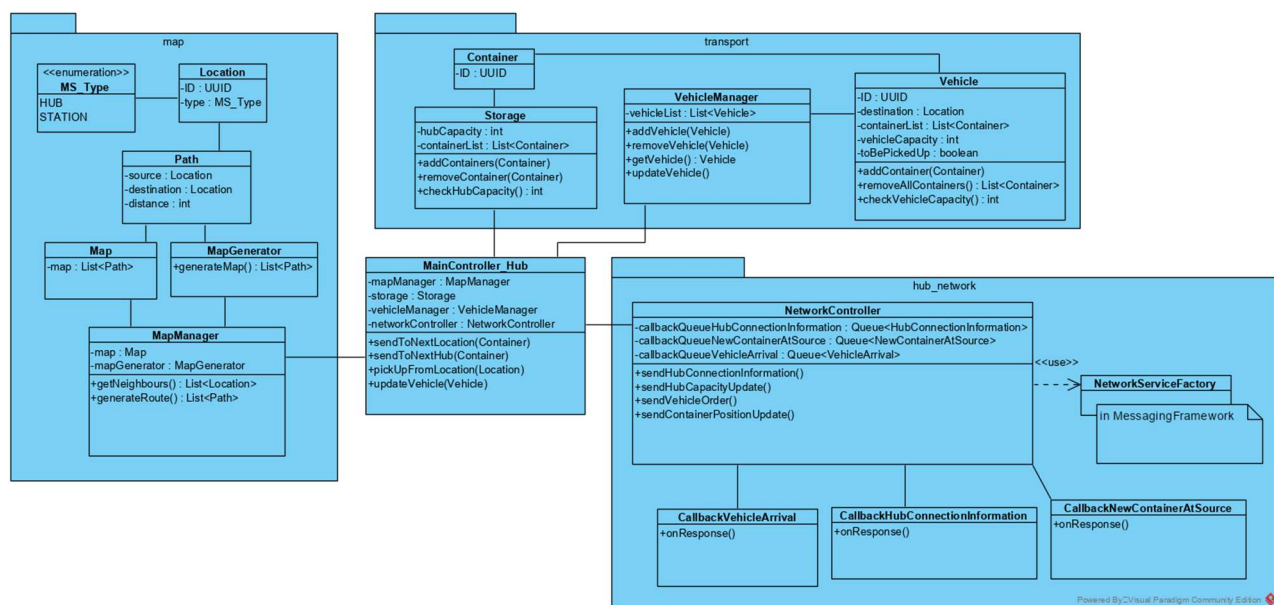 map
<<enumeration>>
MS_Type
HUB
STATION
Location
-ID : UUID
-type : MS_Type
Path
-source : Location
-destination : Location
-distance : int
Map
-map : List<Path>
MapGenerator
+generateMap() : List<Path>
MapManager
-map : Map
-mapGenerator : MapGenerator
+getNeighbours() : List<Location>
+generateRoute() : List<Path>
transport
Container
-ID : UUID
Storage
-hubCapacity : int
-containerList : List<Container>
+addContainers(Container)
+removeContainer(Container)
+checkHubCapacity() : int
VehicleManager
-vehicleList : List<Vehicle>
+addVehicle(Vehicle)
+removeVehicle(Vehicle)
+getVehicle() : Vehicle
+updateVehicle()
Vehicle
-ID : UUID
-destination : Location
-containerList : List<Container>
-vehicleCapacity : int
-toBePickedUp : boolean
+addContainer(Container)
+removeAllContainers() : List<Container>
+checkVehicleCapacity() : int
MainController_Hub
-mapManager : MapManager
-storage : Storage
-vehicleManager : VehicleManager
-networkController : NetworkController
+sendToNextLocation(Container)
+sendToNextHub(Container)
+pickUpFromLocation(Location)
+updateVehicle(Vehicle)
hub_network
NetworkController
-callbackQueueHubConnectionInformation : Queue<HubConnectionInformation>
-callbackQueueNewContainerAtSource : Queue<NewContainerAtSource>
-callbackQueueVehicleArrival : Queue<VehicleArrival>
+sendHubConnectionInformation()
+sendHubCapacityUpdate()
+sendVehicleOrder()
+sendContainerPositionUpdate()
<<use>>
NetworkServiceFactory
in MessagingFramework
CallbackVehicleArrival
+onResponse()
CallbackHubConnectionInformation
+onResponse()
CallbackNewContainerAtSource
+onResponse()
Powered By Visual Paradigm Community Edition